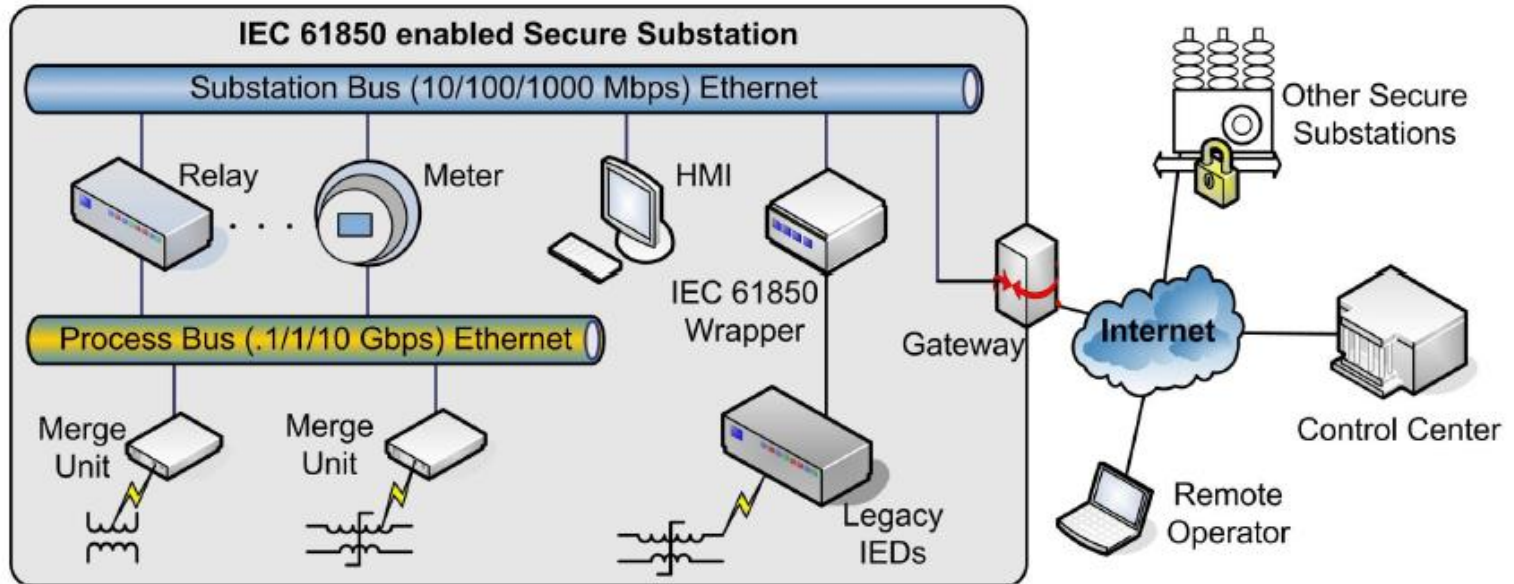 IEC 61850 enabled Secure Substation
Substation Bus (10/100/1000 Mbps) Ethernet
Relay
Meter
HMI
IEC 61850
Wrapper
Process Bus (.1/1/10 Gbps) Ethernet
Merge
Unit
Merge
Unit
Legacy
IEDs
Gateway
Other Secure
Substations
Internet
Control Center
Remote
Operator